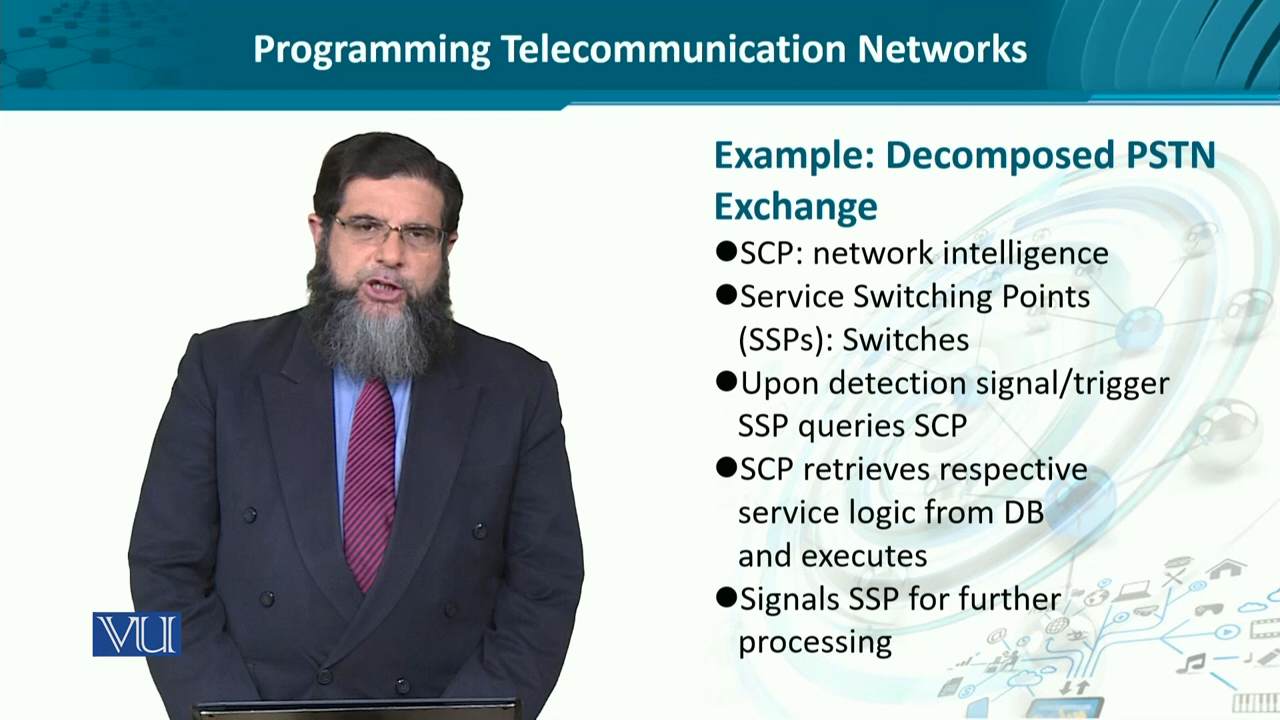 Programming Telecommunication Networks
Example: Decomposed PSTN
Exchange
●SCP: network intelligence
●Service Switching Points
(SSPs): Switches
●Upon detection signal/trigger
SSP queries SCP
●SCP retrieves respective
service logic from DB
and executes
●Signals SSP for further
processing
VU